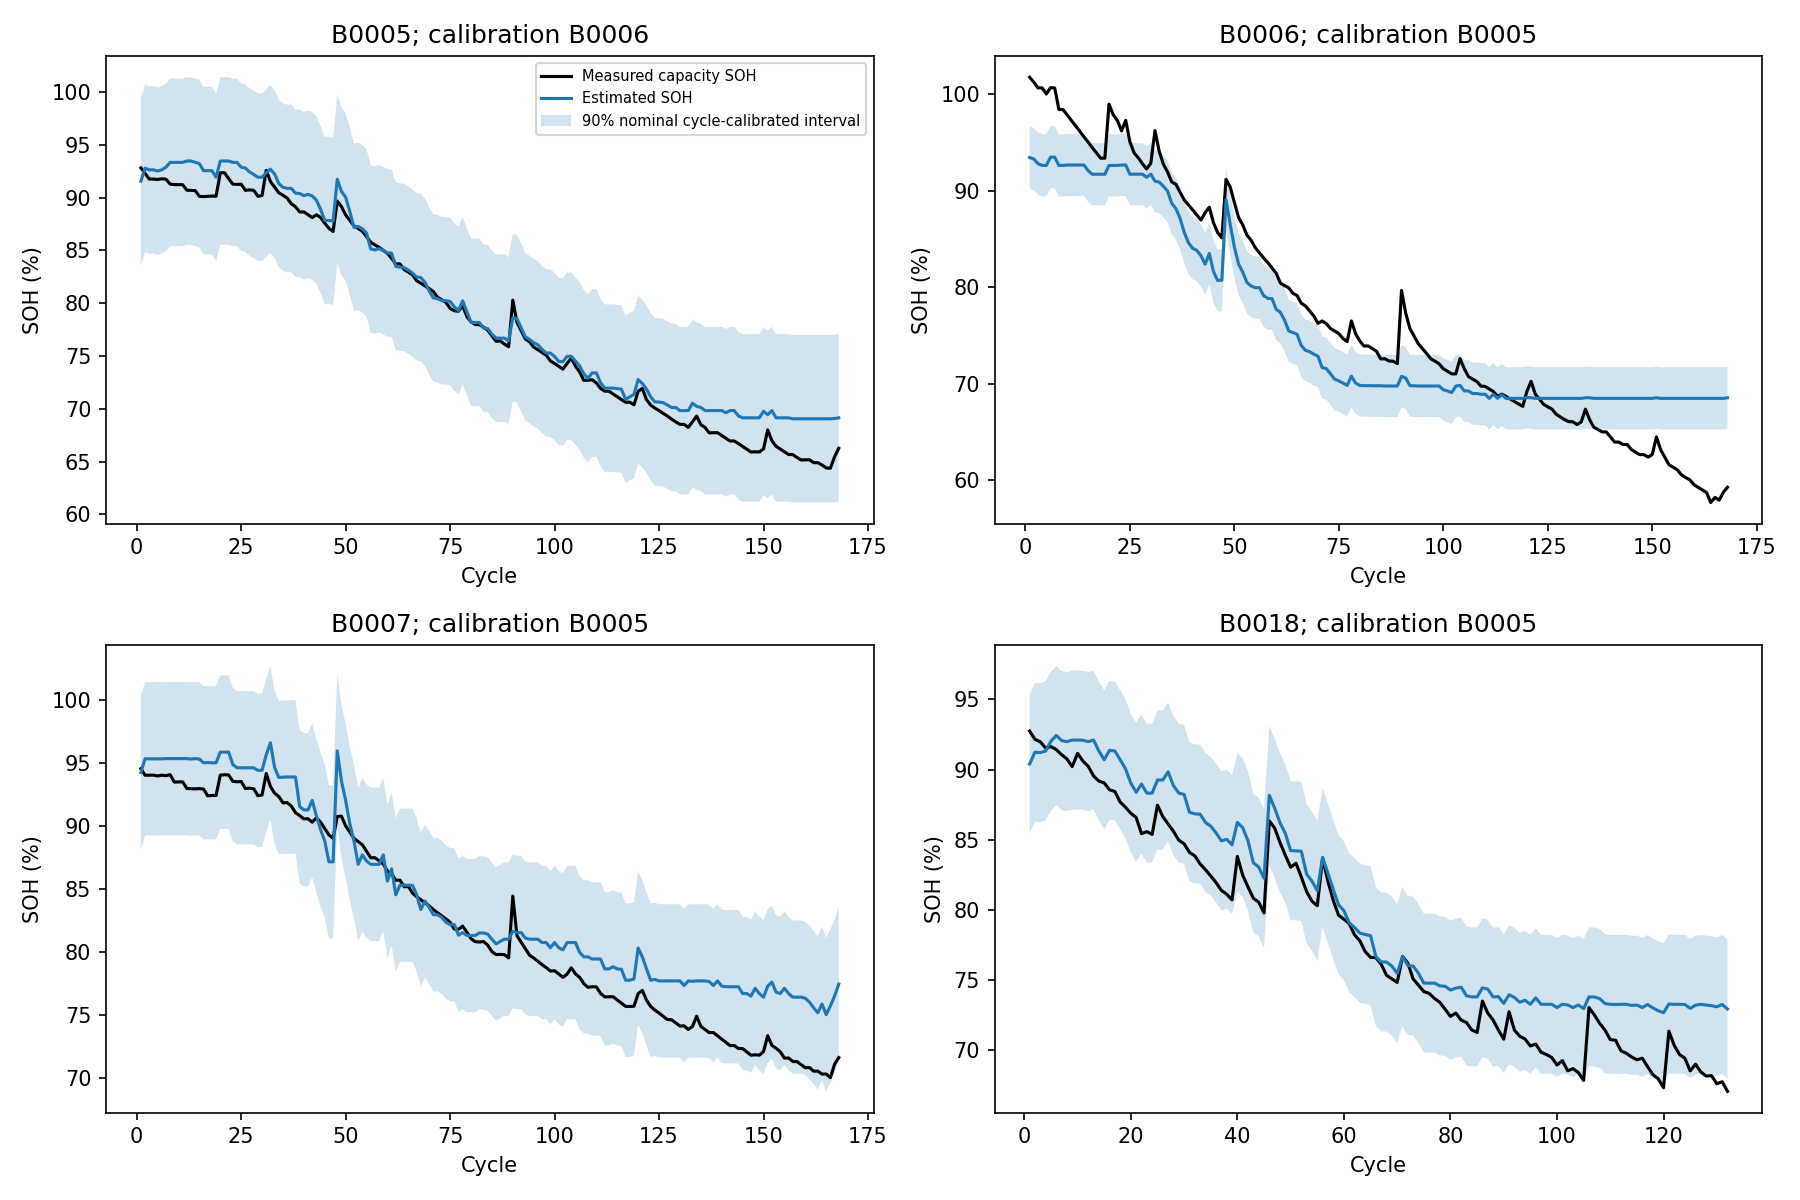 B0005; calibration B0006
SOH (%)
100
95
90
85
80
75
70
65
60
Measured capacity SOH
Estimated SOH
90% nominal cycle-calibrated interval
0 25 50 75 100 125 150 175
Cycle
B0006; calibration B0005
SOH (%)
100
90
80
70
60
0 25 50 75 100 125 150 175
Cycle
B0007; calibration B0005
SOH (%)
100
95
90
85
80
75
70
0 25 50 75 100 125 150 175
Cycle
B0018; calibration B0005
SOH (%)
95
90
85
80
75
70
0 20 40 60 80 100 120
Cycle